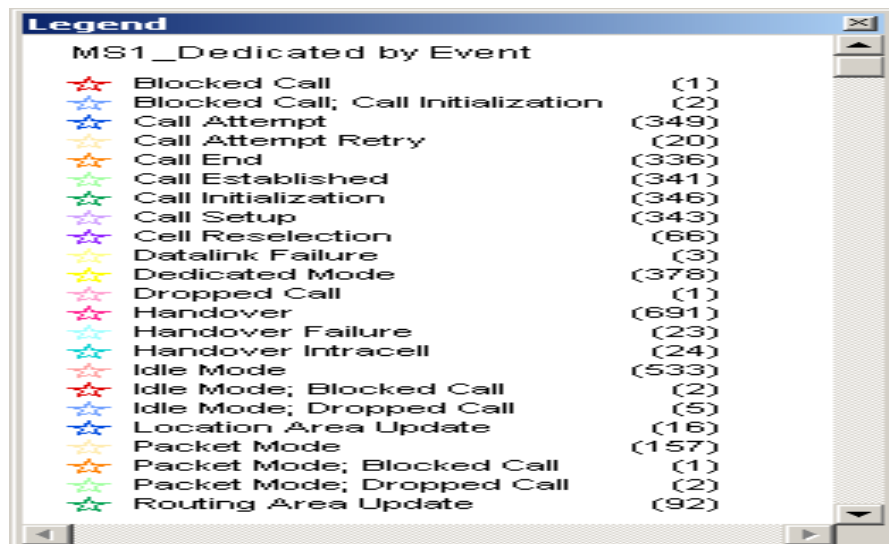 Legend
MS1_Dedicated by Event
Blocked Call (1)
Blocked Call; Call Initialization (2)
Call Attempt (349)
Call Attempt Retry (20)
Call End (336)
Call Established (341)
Call Initialization (346)
Call Setup (343)
Cell Reselection (66)
Datalink Failure (3)
Dedicated Mode (378)
Dropped Call (1)
Handover (691)
Handover Failure (23)
Handover Intracell (24)
Idle Mode (533)
Idle Mode; Blocked Call (2)
Idle Mode; Dropped Call (5)
Location Area Update (16)
Packet Mode (157)
Packet Mode; Blocked Call (1)
Packet Mode; Dropped Call (2)
Routing Area Update (92)